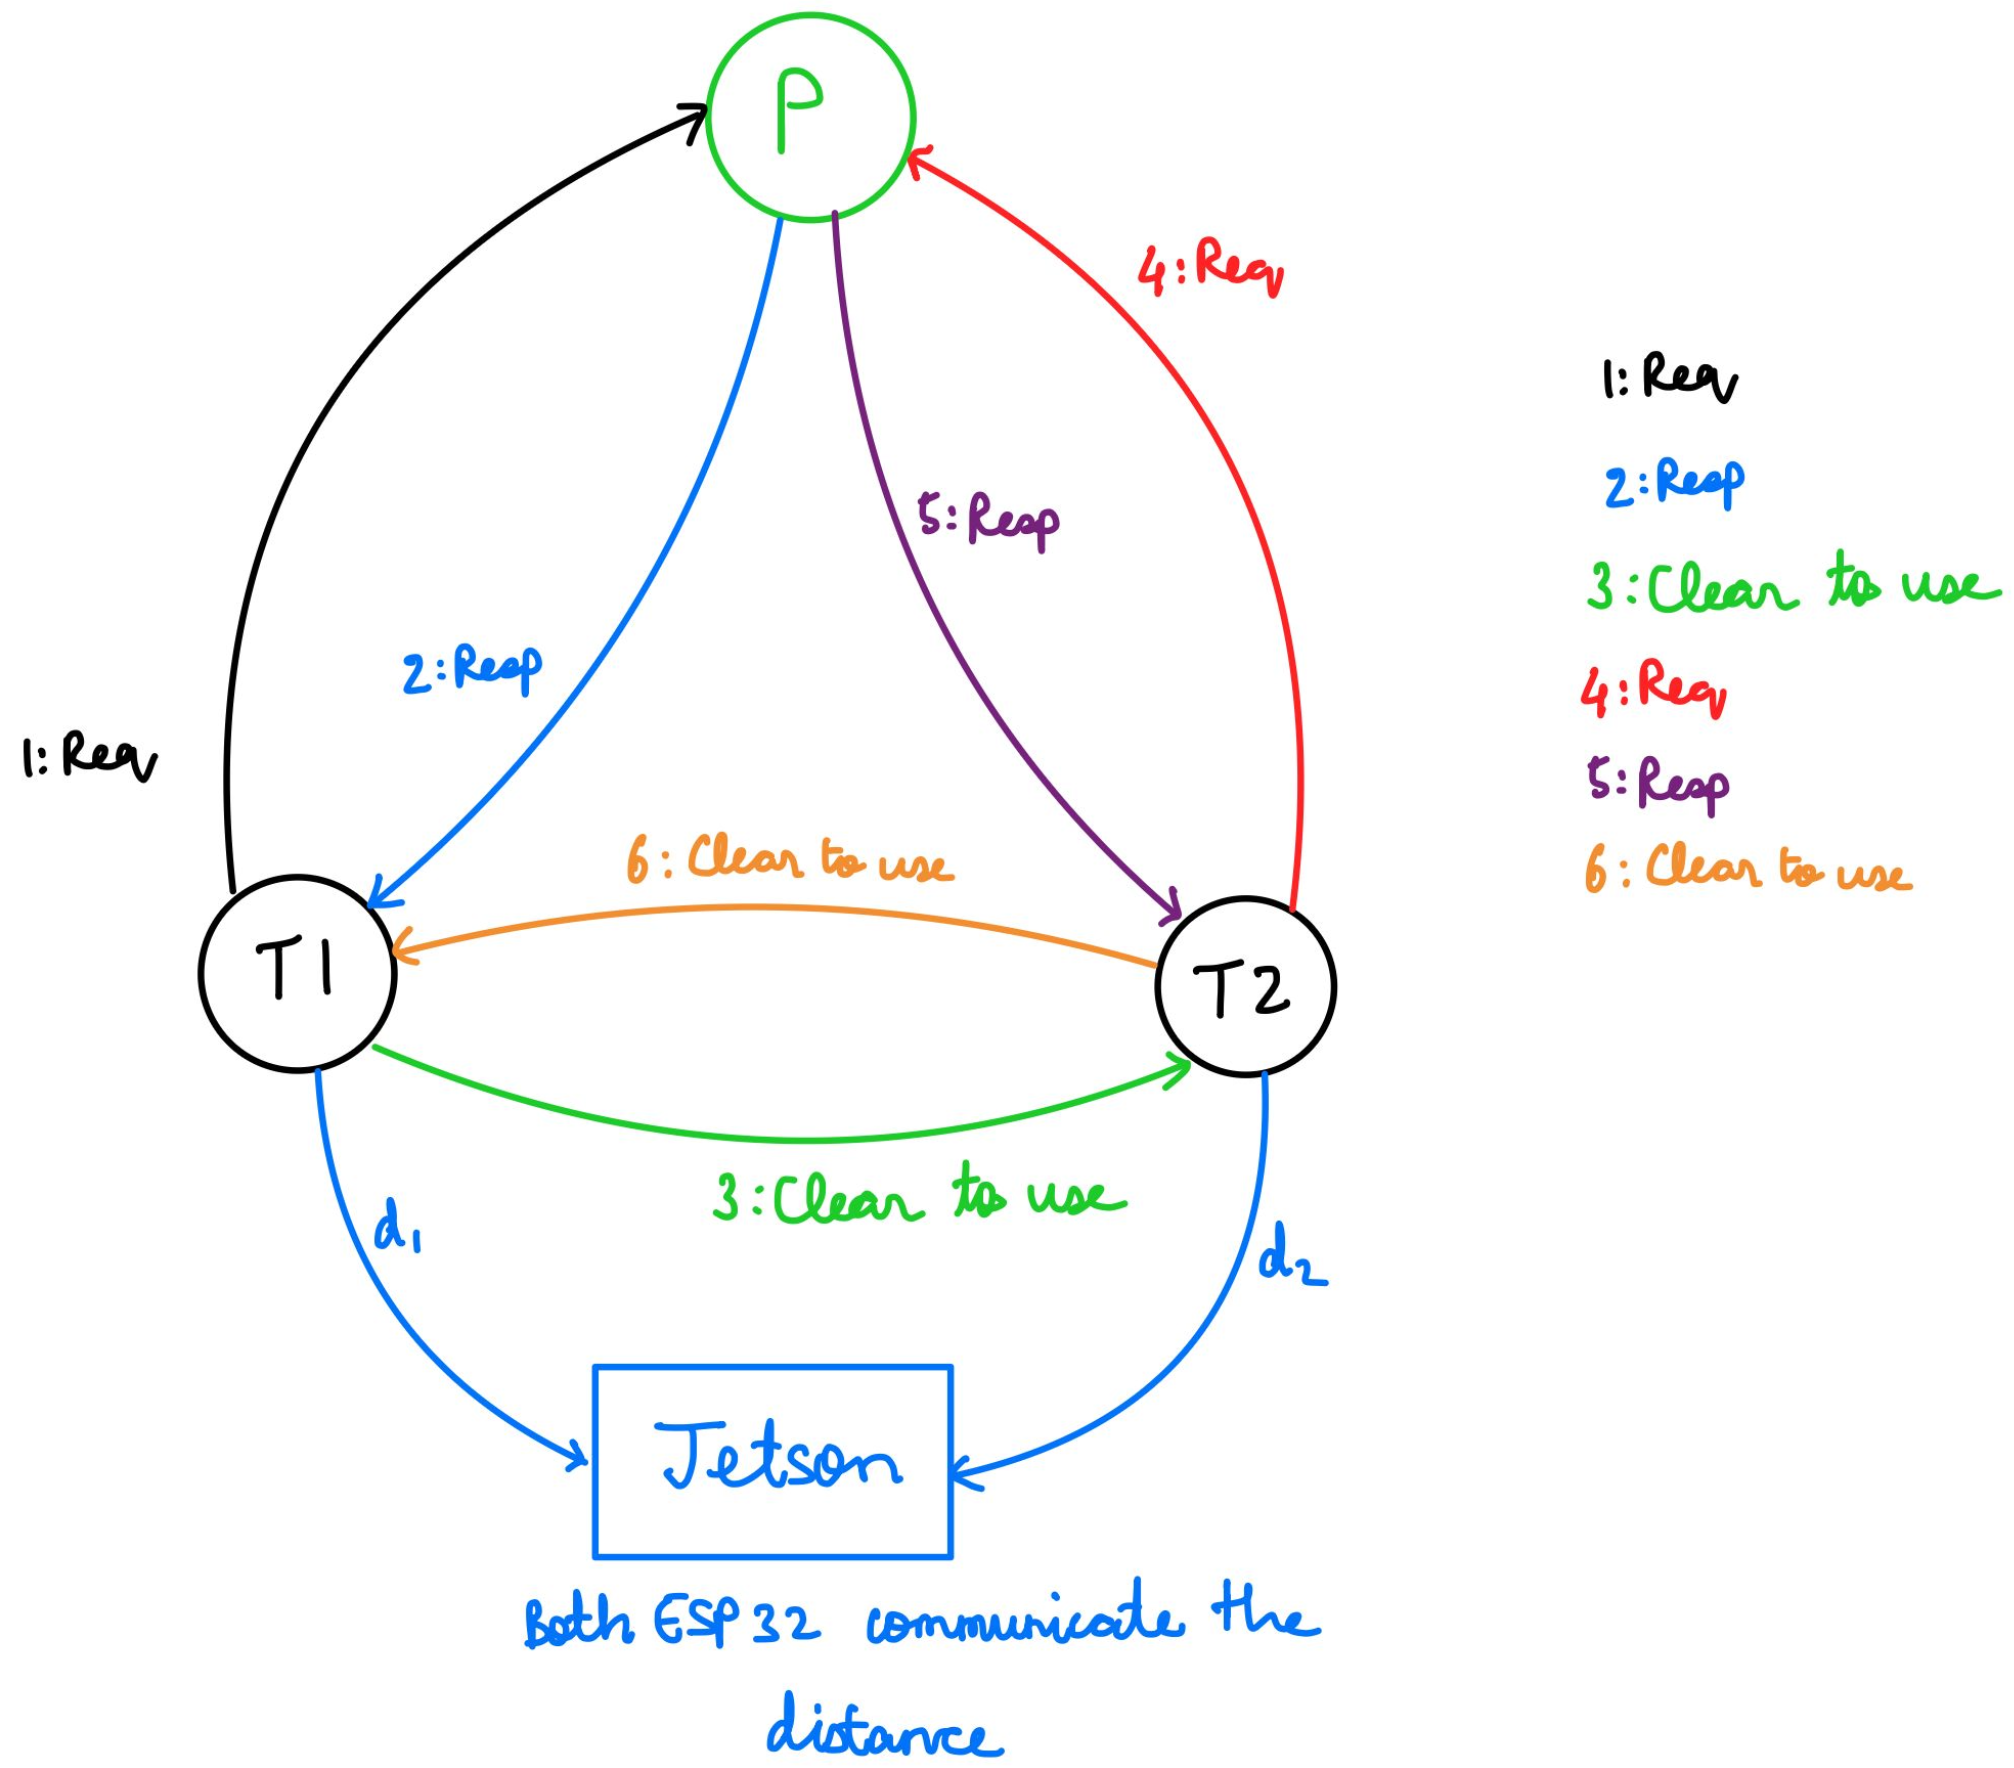 P
4:Req
1:Req
2:Resp
5:Resp
3:Clear to use
4:Req
2:Resp
1:Req
5:Resp
6: Clear to use
6: Clear to use
T1
T2
3:Clear to use
d1
d2
Jetson
Both ESP32 communicate the
distance